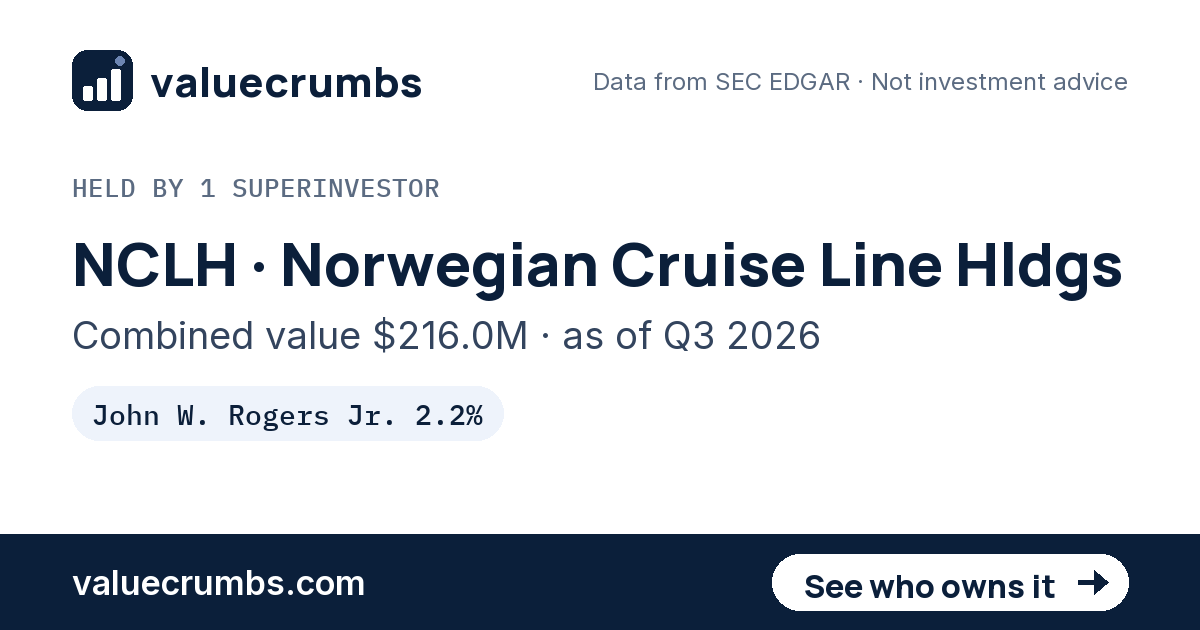 valuecrumbs
Data from SEC EDGAR · Not investment advice
HELD BY 1 SUPERINVESTOR
NCLH · Norwegian Cruise Line Hldgs
Combined value $216.0M · as of Q3 2026
John W. Rogers Jr. 2.2%
valuecrumbs.com
See who owns it →